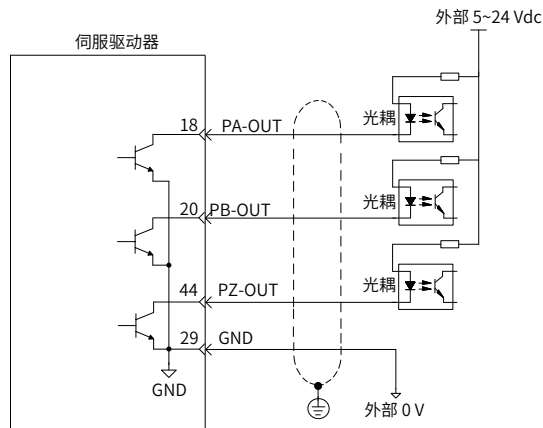 外部 5~24 Vdc
伺服驱动器
光耦
18 PA-OUT
光耦
20 PB-OUT
光耦
44 PZ-OUT
29 GND
GND
外部 0 V